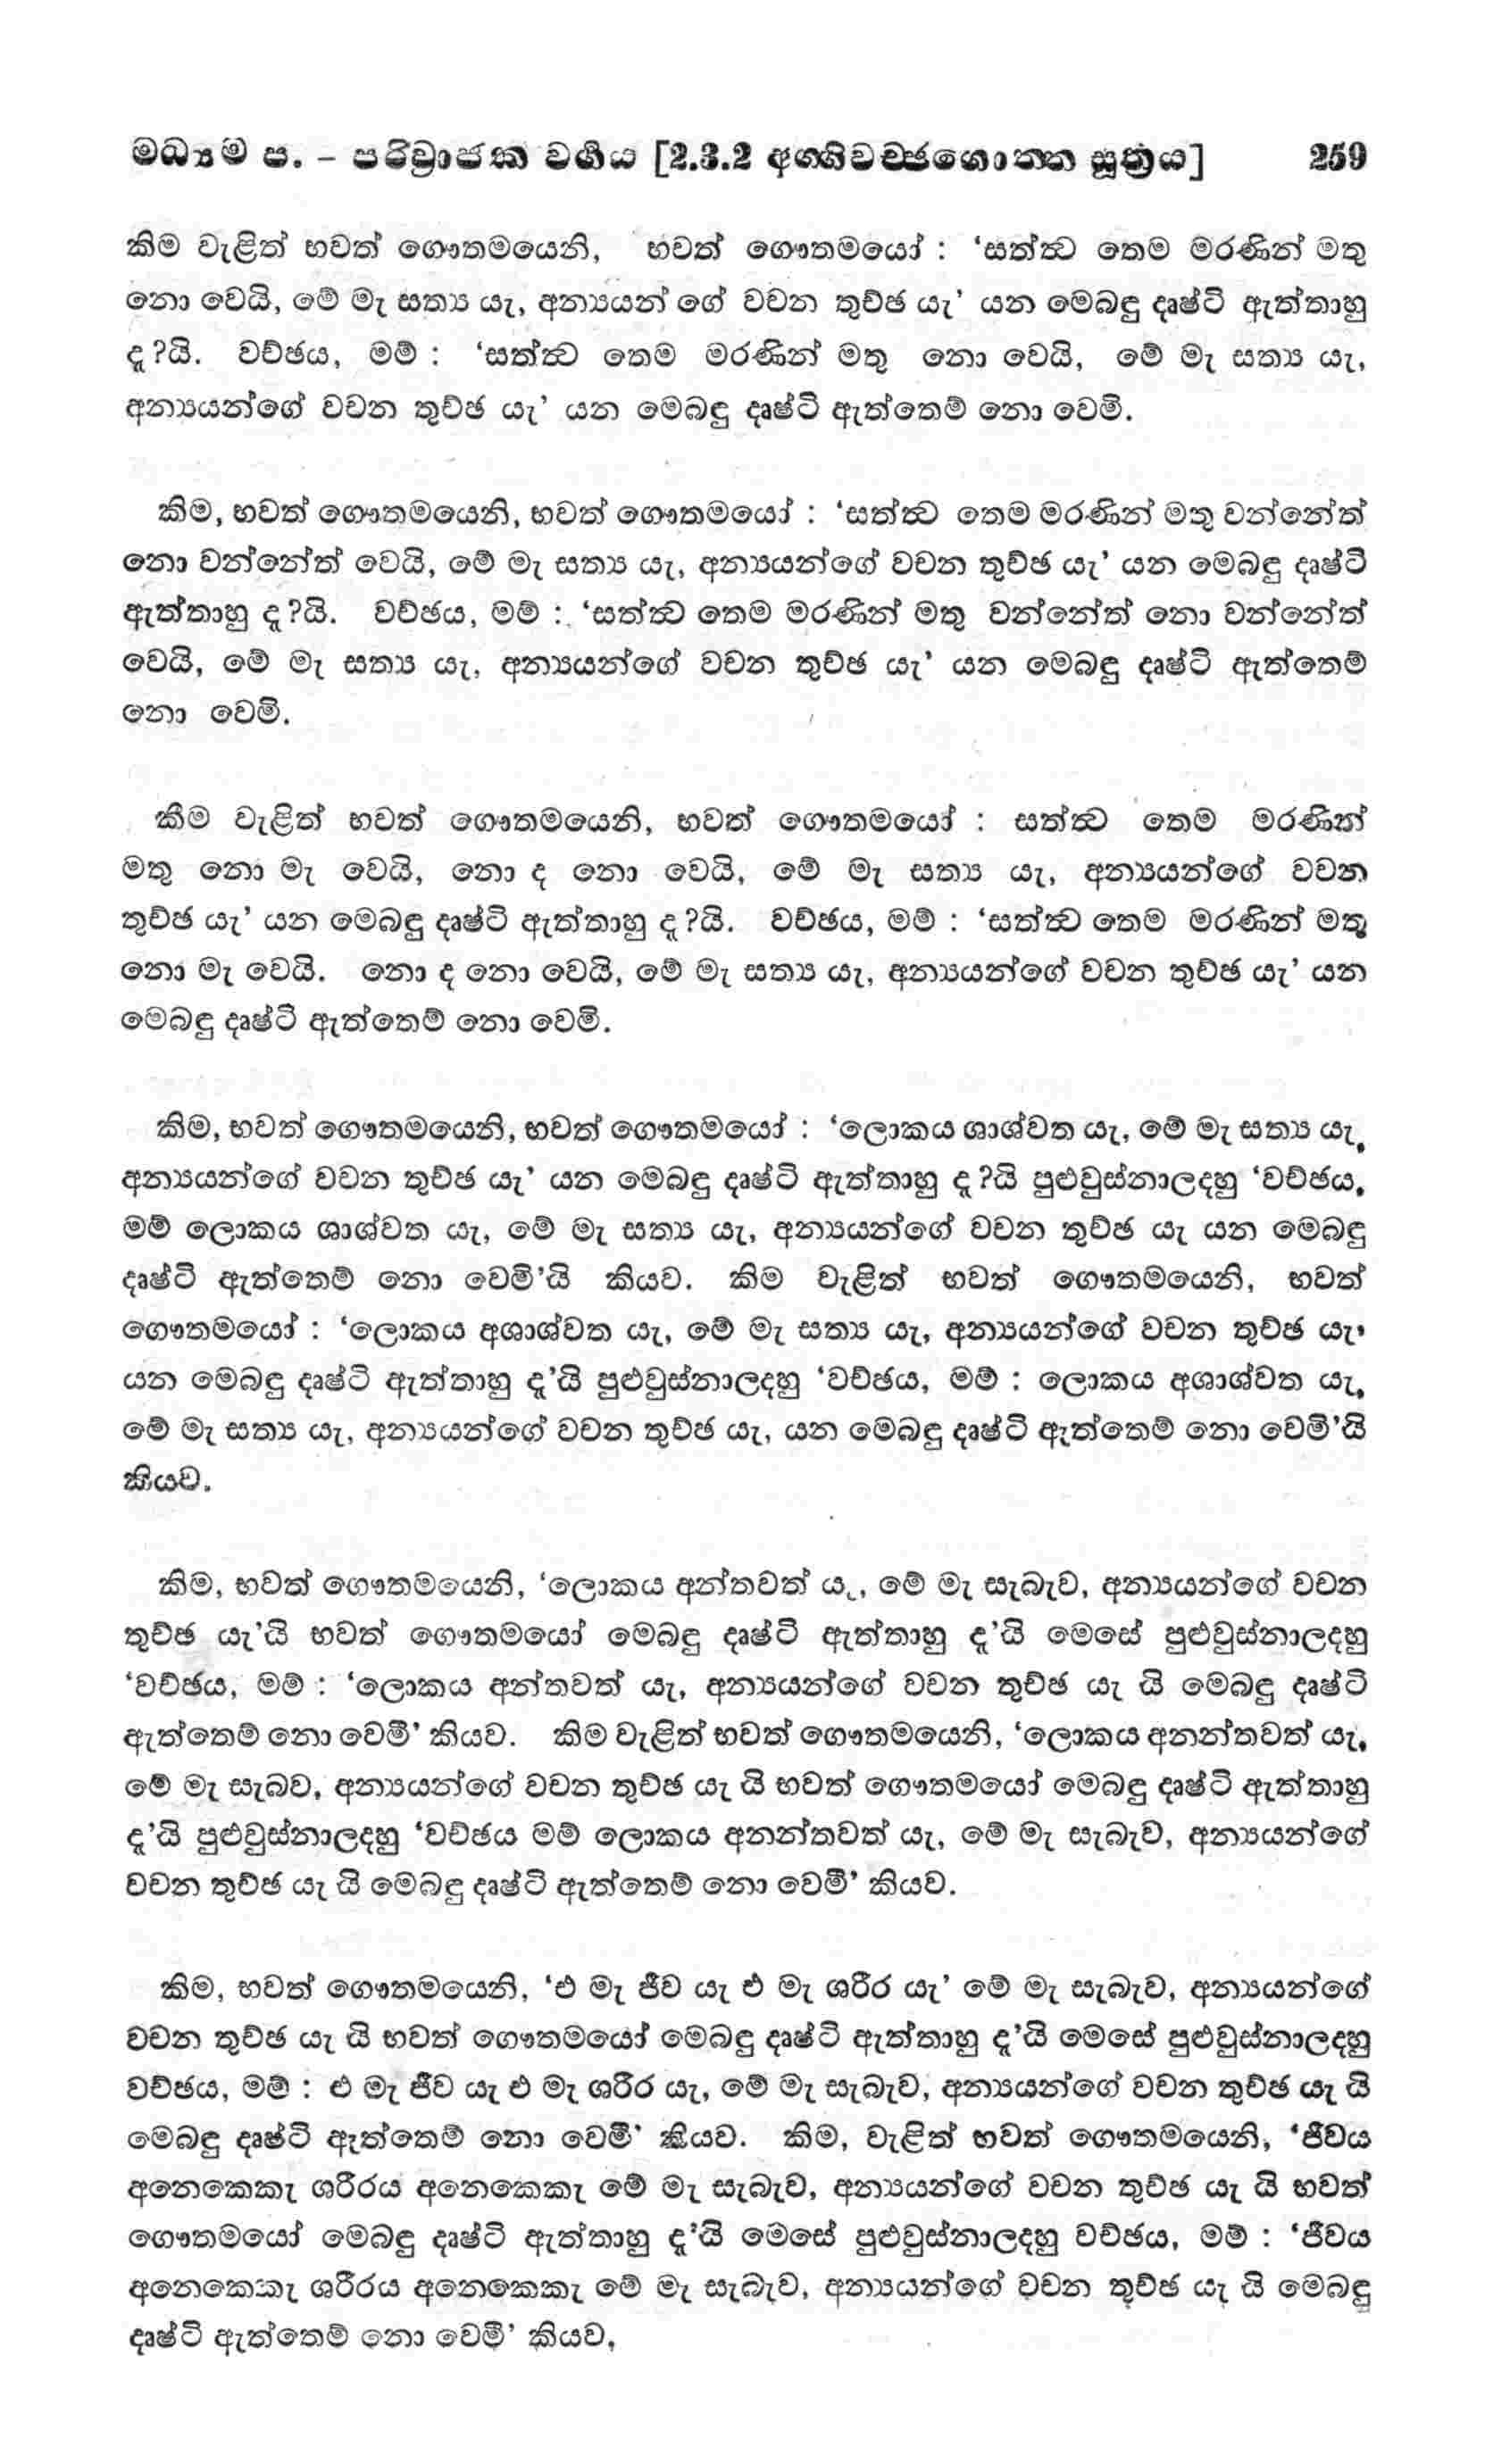 මධ්‍යම ප. – පරිව්‍රාජක වර්‍ගය [2.3.2 අග්ගිවච්ඡගොත්ත සූත්‍රය] 259
කිම වැළිත් භවත් ගෞතමයෙනි, භවත් ගෞතමයෝ : ‘සත්ත්‍ව තෙම මරණින් මතු
නො වෙයි, මේ මැ සත්‍ය යැ, අන්‍යයන් ගේ වචන තුච්ඡ යැ’ යන මෙබඳු දෘෂ්ටි ඇත්තාහු
දැ?යි. වච්ඡය, මම් : ‘සත්ත්‍ව තෙම මරණින් මතු නො වෙයි, මේ මැ සත්‍ය යැ,
අන්‍යයන්ගේ වචන තුච්ඡ යැ’ යන මෙබඳු දෘෂ්ටි ඇත්තෙම් නො වෙමි.
කිම, භවත් ගෞතමයෙනි, භවත් ගෞතමයෝ : ‘සත්ත්‍ව තෙම මරණින් මතු වන්නේත්
නො වන්නේත් වෙයි, මේ මැ සත්‍ය යැ, අන්‍යයන්ගේ වචන තුච්ඡ යැ’ යන මෙබඳු දෘෂ්ටි
ඇත්තාහු දැ?යි. වච්ඡය, මම් : ‘සත්ත්‍ව තෙම මරණින් මතු වන්නේත් නො වන්නේත්
වෙයි, මේ මැ සත්‍ය යැ, අන්‍යයන්ගේ වචන තුච්ඡ යැ’ යන මෙබඳු දෘෂ්ටි ඇත්තෙම්
නො වෙමි.
කිම වැළිත් භවත් ගෞතමයෙනි, භවත් ගෞතමයෝ : සත්ත්‍ව තෙම මරණින්
මතු නො මැ වෙයි, නො ද නො වෙයි, මේ මැ සත්‍ය යැ, අන්‍යයන්ගේ වචන
තුච්ඡ යැ’ යන මෙබඳු දෘෂ්ටි ඇත්තාහු දැ?යි. වච්ඡය, මම් : ‘සත්ත්‍ව තෙම මරණින් මතු
නො මැ වෙයි. නො ද නො වෙයි, මේ මැ සත්‍ය යැ, අන්‍යයන්ගේ වචන තුච්ඡ යැ’ යන
මෙබඳු දෘෂ්ටි ඇත්තෙම් නො වෙමි.
කිම, භවත් ගෞතමයෙනි, භවත් ගෞතමයෝ : ‘ලොකය ශාශ්වත යැ, මේ මැ සත්‍ය යැ,
අන්‍යයන්ගේ වචන තුච්ඡ යැ’ යන මෙබඳු දෘෂ්ටි ඇත්තාහු දැ?යි පුළුවුස්නාලදහු ‘වච්ඡය,
මම් ලොකය ශාශ්වත යැ, මේ මැ සත්‍ය යැ, අන්‍යයන්ගේ වචන තුච්ඡ යැ යන මෙබඳු
දෘෂ්ටි ඇත්තෙම් නො වෙමි’යි කියව. කිම වැළිත් භවත් ගෞතමයෙනි, භවත්
ගෞතමයෝ : ‘ලොකය අශාශ්වත යැ, මේ මැ සත්‍ය යැ, අන්‍යයන්ගේ වචන තුච්ඡ යැ’
යන මෙබඳු දෘෂ්ටි ඇත්තාහු දැ’යි පුළුවුස්නාලදහු ‘වච්ඡය, මම් : ලොකය අශාශ්වත යැ,
මේ මැ සත්‍ය යැ, අන්‍යයන්ගේ වචන තුච්ඡ යැ, යන මෙබඳු දෘෂ්ටි ඇත්තෙම් නො වෙමි’යි
කියව.
කිම, භවත් ගෞතමයෙනි, ‘ලොකය අන්තවත් යැ, මේ මැ සැබැව, අන්‍යයන්ගේ වචන
තුච්ඡ යැ’යි භවත් ගෞතමයෝ මෙබඳු දෘෂ්ටි ඇත්තාහු දැ’යි මෙසේ පුළුවුස්නාලදහු
‘වච්ඡය, මම් : ‘ලොකය අන්තවත් යැ, අන්‍යයන්ගේ වචන තුච්ඡ යැ යි මෙබඳු දෘෂ්ටි
ඇත්තෙම් නො වෙමී’ කියව. කිම වැළිත් භවත් ගෞතමයෙනි, ‘ලොකය අනන්තවත් යැ,
මේ මැ සැබව, අන්‍යයන්ගේ වචන තුච්ඡ යැ යි භවත් ගෞතමයෝ මෙබඳු දෘෂ්ටි ඇත්තාහු
දැ’යි පුළුවුස්නාලදහු ‘වච්ඡය මම් ලොකය අනන්තවත් යැ, මේ මැ සැබැව, අන්‍යයන්ගේ
වචන තුච්ඡ යැ යි මෙබඳු දෘෂ්ටි ඇත්තෙම් නො වෙමී’ කියව.
කිම, භවත් ගෞතමයෙනි, ‘එ මැ ජීව යැ එ මැ ශරීර යැ’ මේ මැ සැබැව, අන්‍යයන්ගේ
වචන තුච්ඡ යැ යි භවත් ගෞතමයෝ මෙබඳු දෘෂ්ටි ඇත්තාහු දැ’යි මෙසේ පුළුවුස්නාලදහු
වච්ඡය, මම් : එ මැ ජීව යැ එ මැ ශරීර යැ, මේ මැ සැබැව, අන්‍යයන්ගේ වචන තුච්ඡ යැ යි
මෙබඳු දෘෂ්ටි ඇත්තෙම් නො වෙමී’ කියව. කිම, වැළිත් භවත් ගෞතමයෙනි, ‘ජීවය
අනෙකෙකැ ශරීරය අනෙකෙකැ මේ මැ සැබැව, අන්‍යයන්ගේ වචන තුච්ඡ යැ යි භවත්
ගෞතමයෝ මෙබඳු දෘෂ්ටි ඇත්තාහු දැ’යි මෙසේ පුළුවුස්නාලදහු වච්ඡය, මම් : ‘ජීවය
අනෙකෙකැ ශරීරය අනෙකෙකැ මේ මැ සැබැව, අන්‍යයන්ගේ වචන තුච්ඡ යැ යි මෙබඳු
දෘෂ්ටි ඇත්තෙම් නො වෙමී’ කියව,